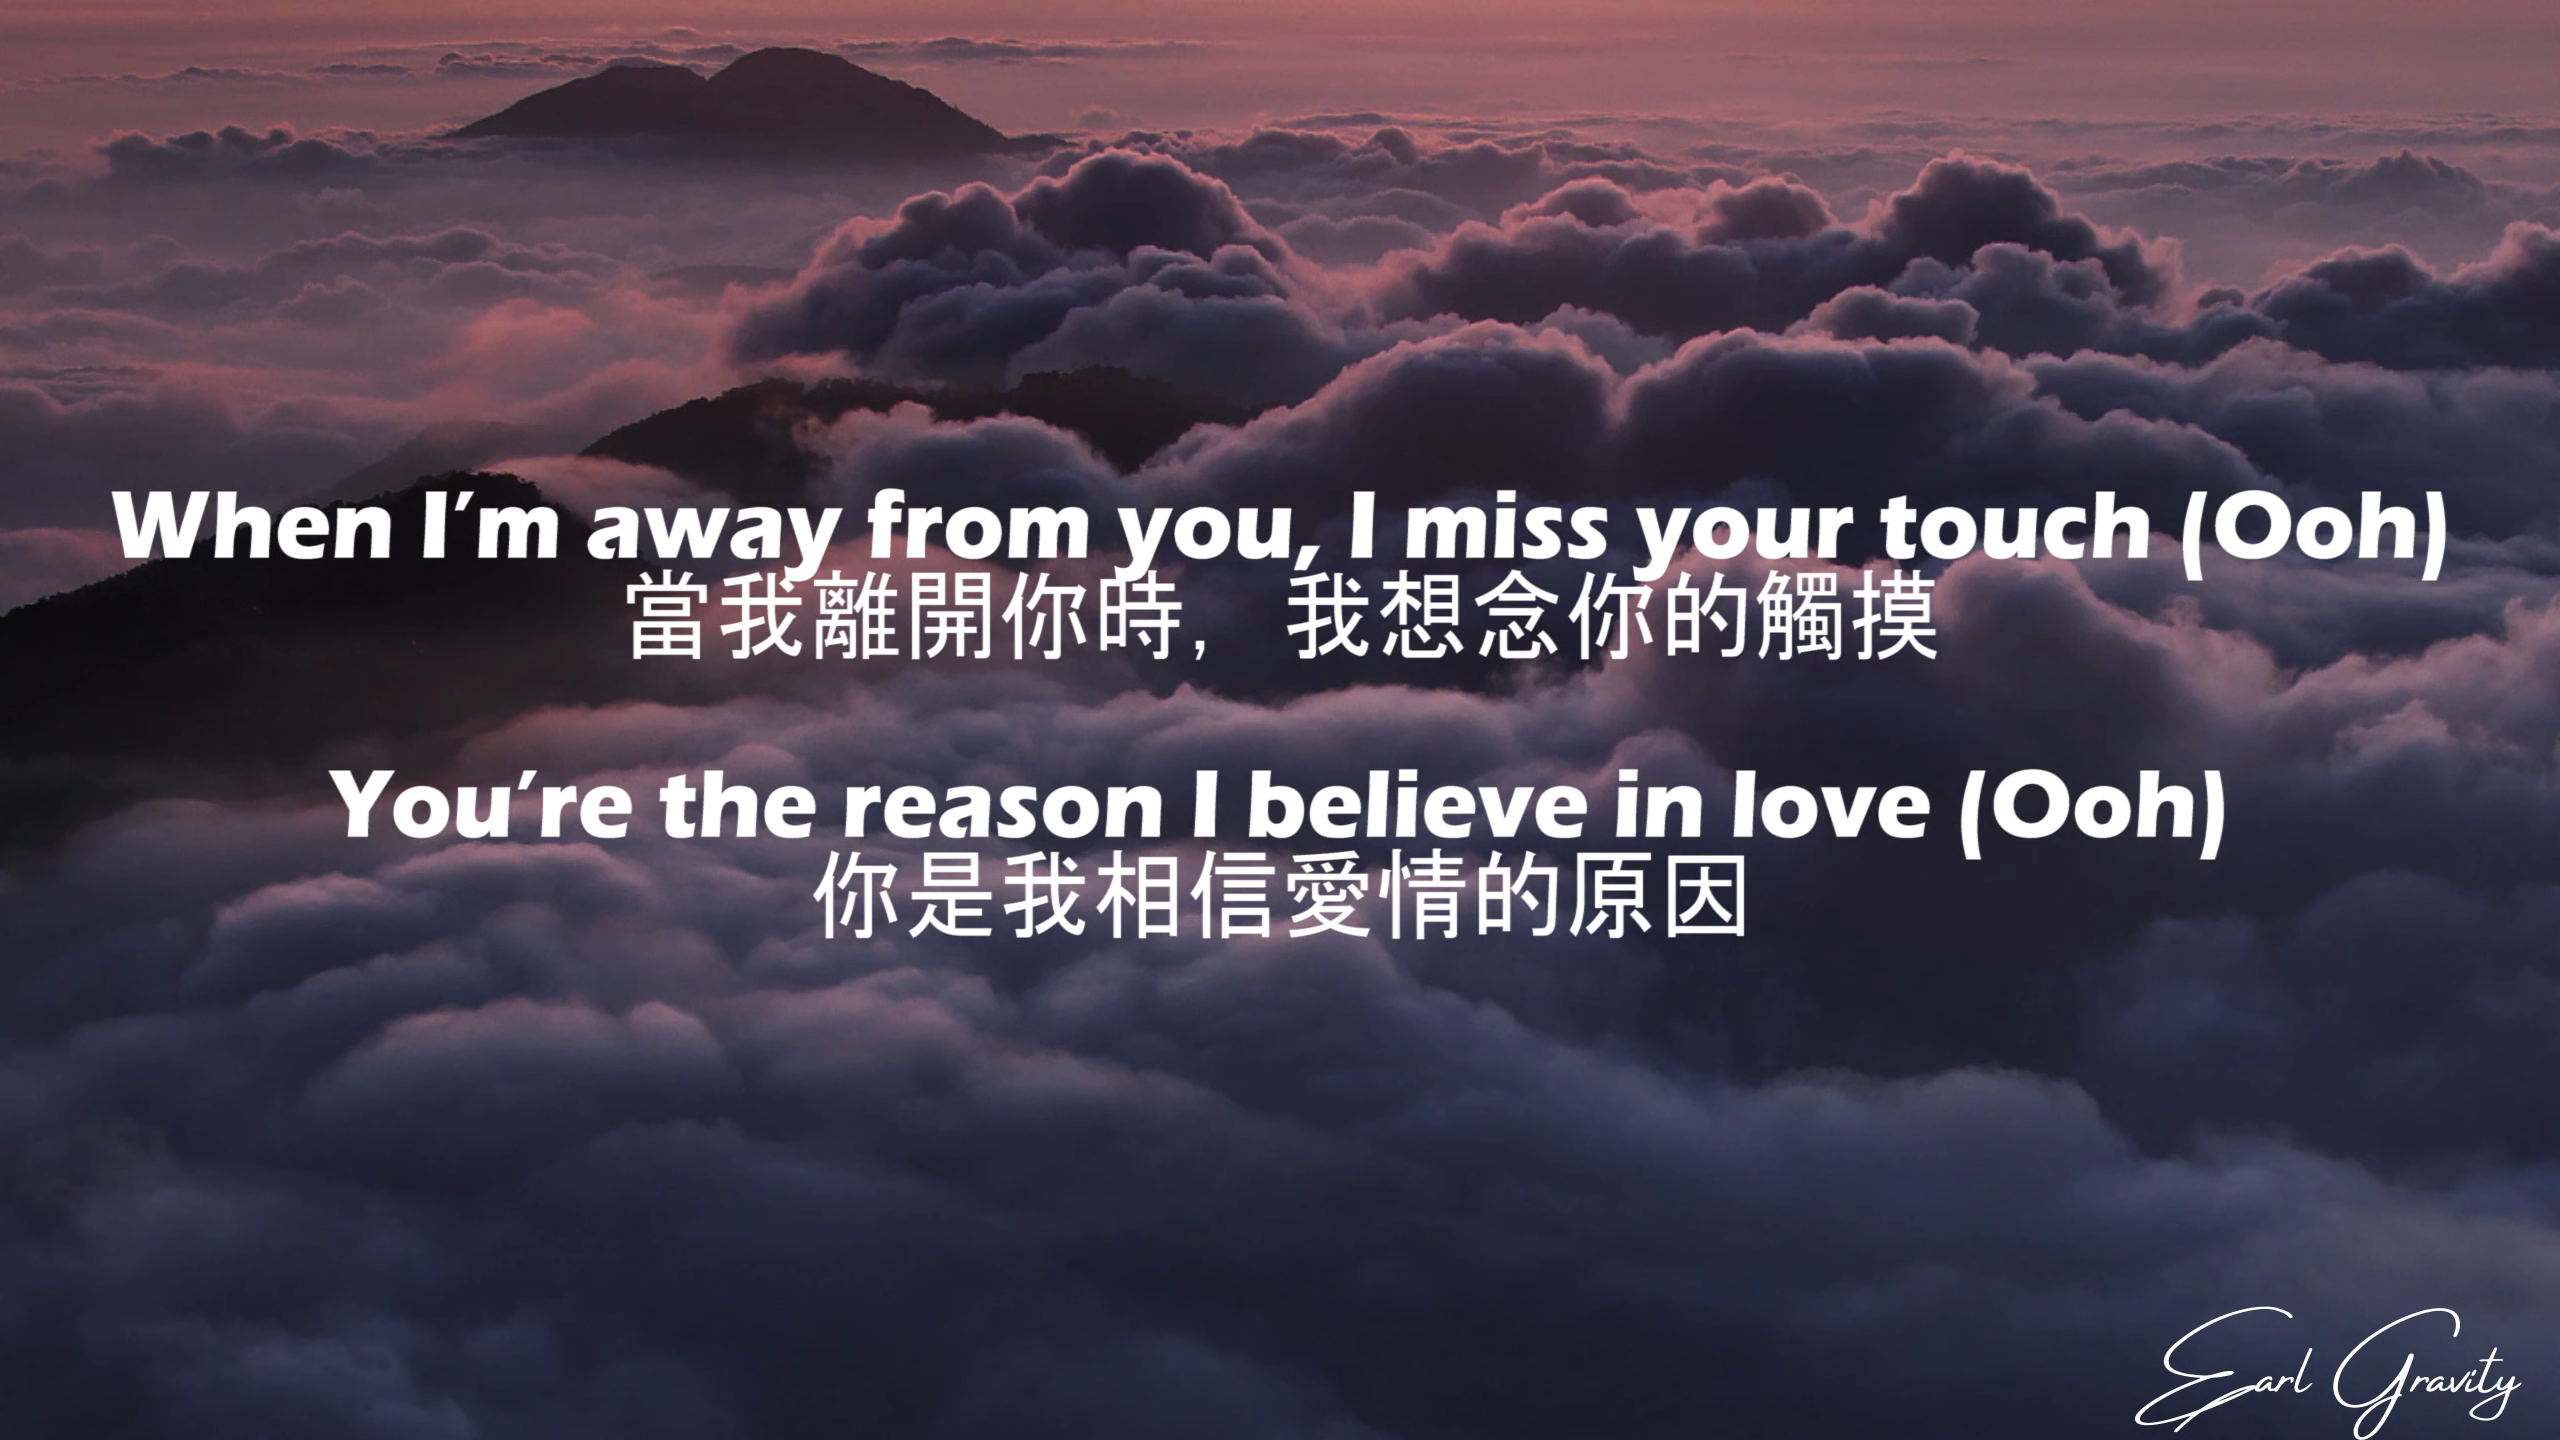 When I'm away from you, I miss your touch (Ooh)
當我離開你時，我想念你的觸摸
You're the reason I believe in love (Ooh)
你是我相信愛情的原因
Earl Gravity